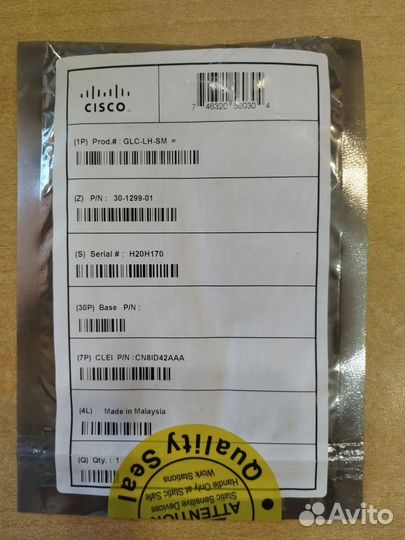 CISCO
7 46320 56030 4
(1P) Prod.# : GLC-LH-SM =
(Z) P/N : 30-1299-01
(S) Serial # : H20H170
(30P) Base P/N :
(7P) CLEI P/N :CN8ID42AAA
(4L) Made in Malaysia
(Q) Qty. : 1
Quality Seal
ATTENTION
Static Sensitive Devices
Handle Only at Static Safe
Work Stations
Avito